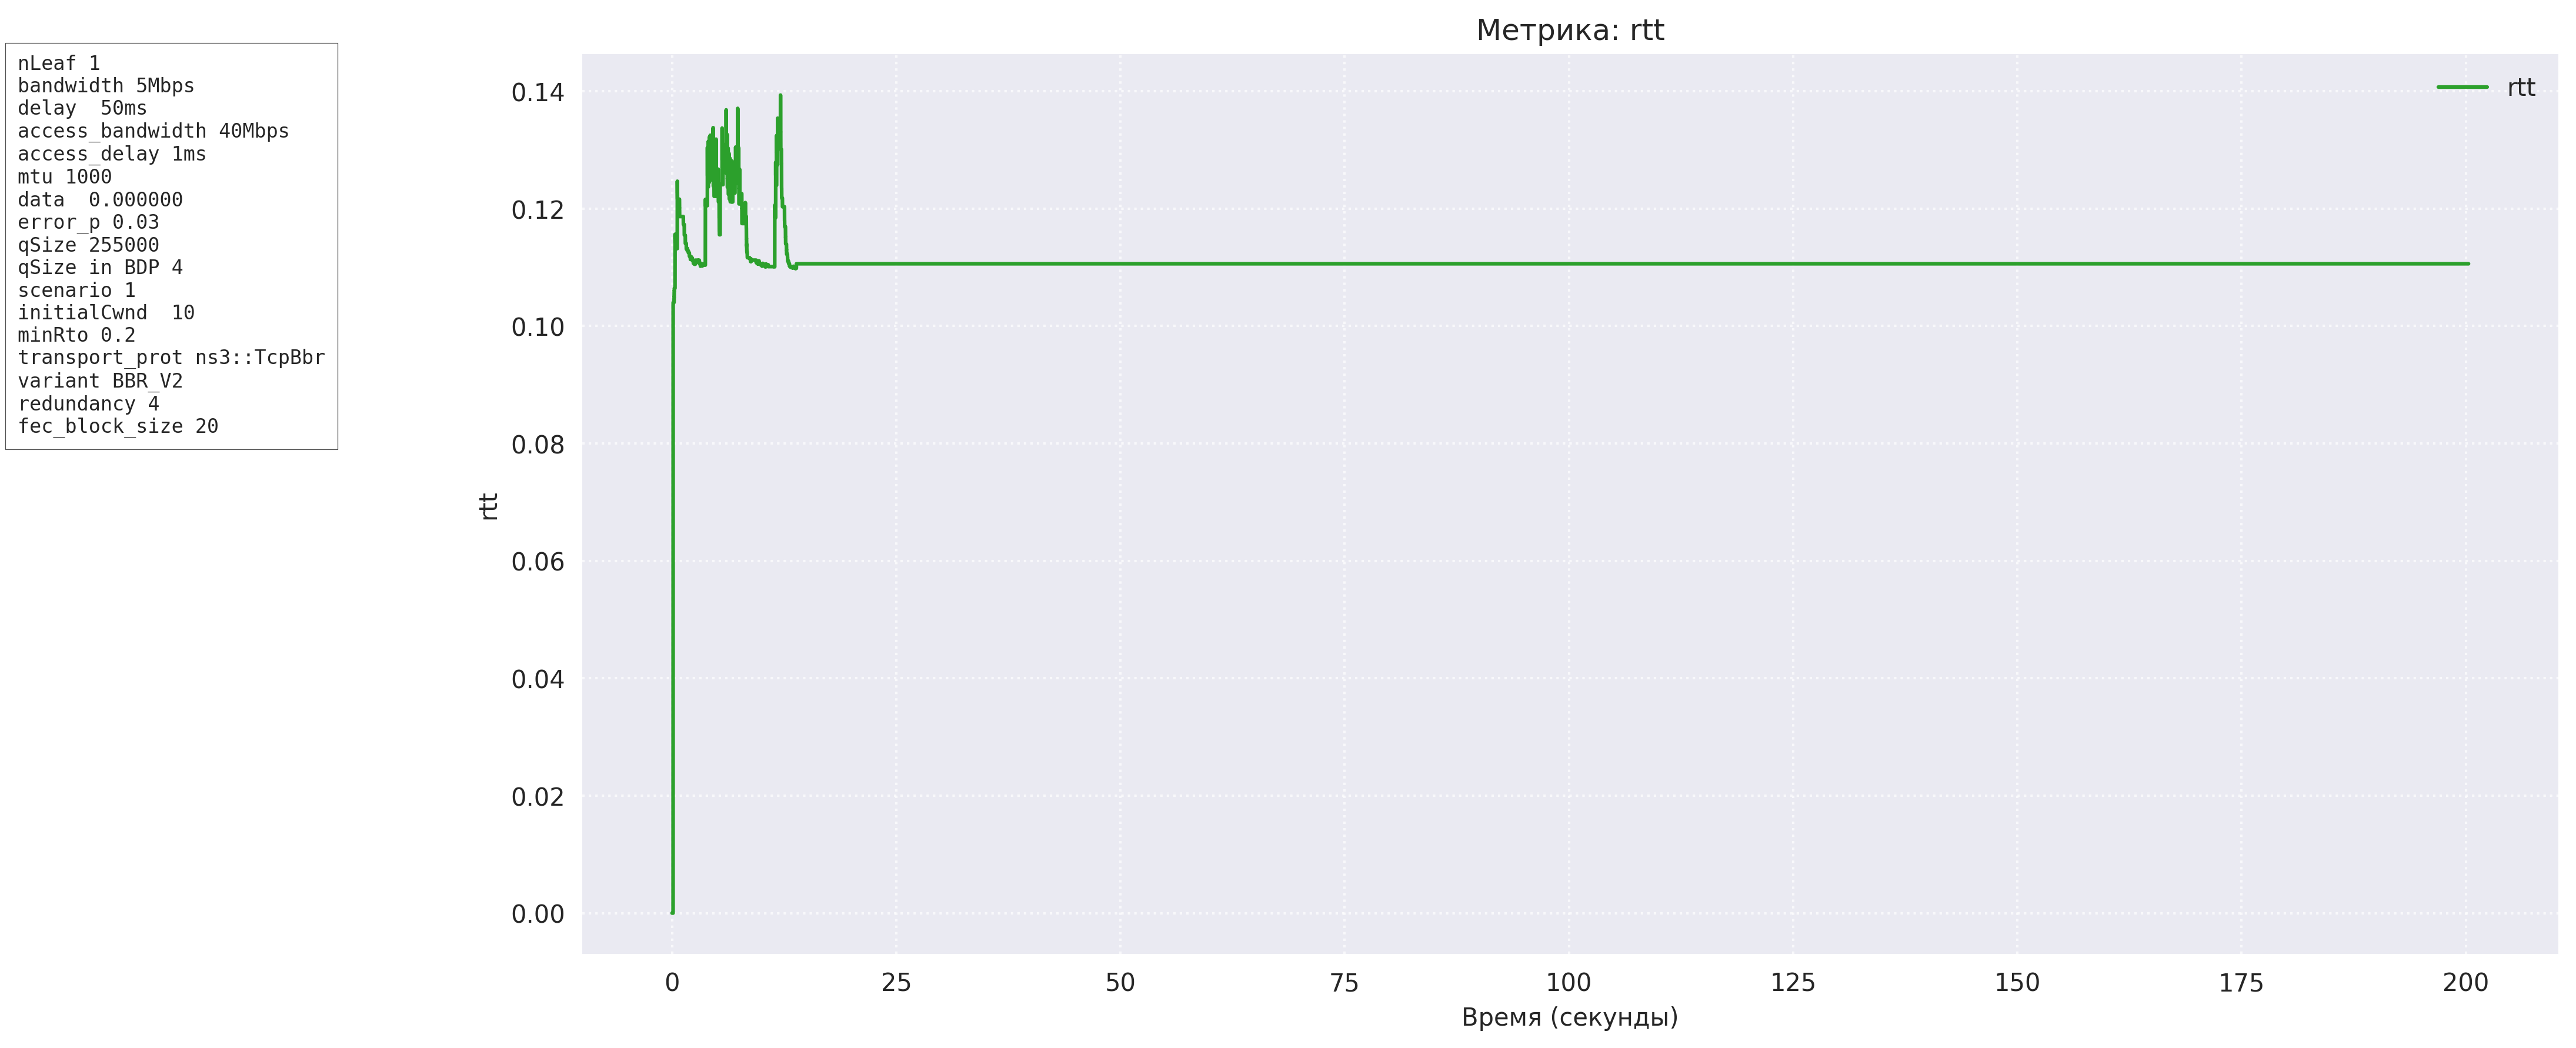 Метрика: rtt
nLeaf 1
bandwidth 5Mbps
delay  50ms
access_bandwidth 40Mbps
access_delay 1ms
mtu 1000
data  0.000000
error_p 0.03
qSize 255000
qSize in BDP 4
scenario 1
initialCwnd  10
minRto 0.2
transport_prot ns3::TcpBbr
variant BBR_V2
redundancy 4
fec_block_size 20
rtt
0.14
0.12
0.10
0.08
0.06
0.04
0.02
0.00
rtt
0 25 50 75 100 125 150 175 200
Время (секунды)